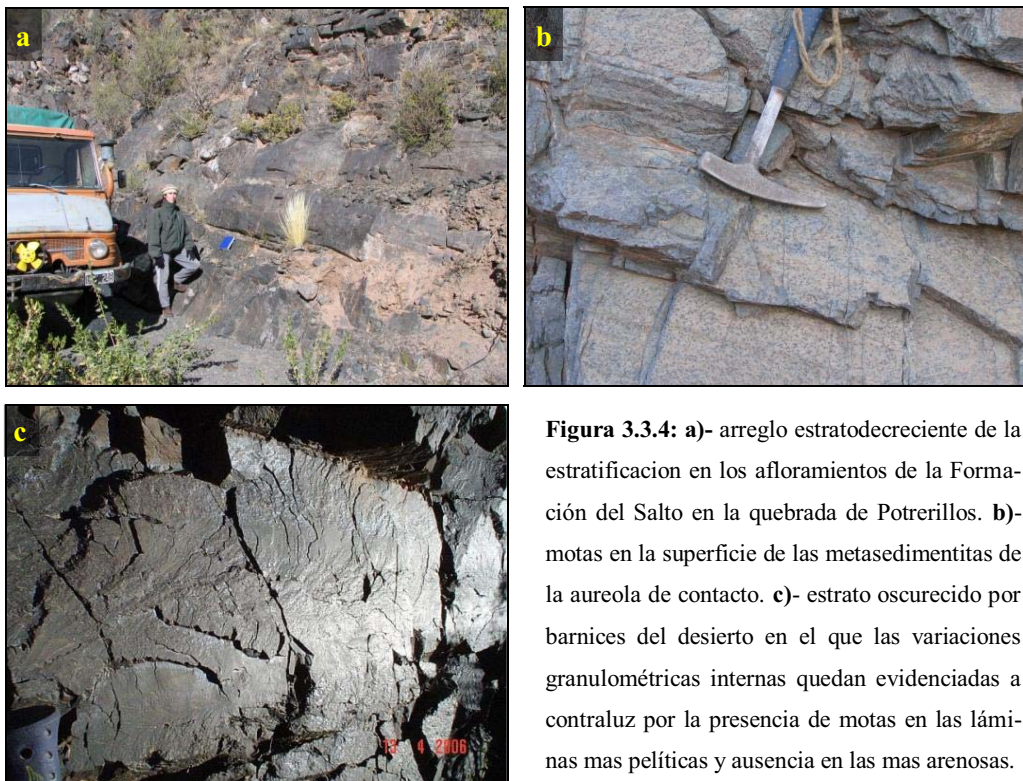 a
b
c
Figura 3.3.4: a)- arreglo estratodecreciente de la
estratificacion en los afloramientos de la Forma-
ción del Salto en la quebrada de Potrerillos. b)-
motas en la superficie de las metasedimentitas de
la aureola de contacto. c)- estrato oscurecido por
barnices del desierto en el que las variaciones
granulométricas internas quedan evidenciadas a
contraluz por la presencia de motas en las lámi-
nas mas pelíticas y ausencia en las mas arenosas.
4 2006